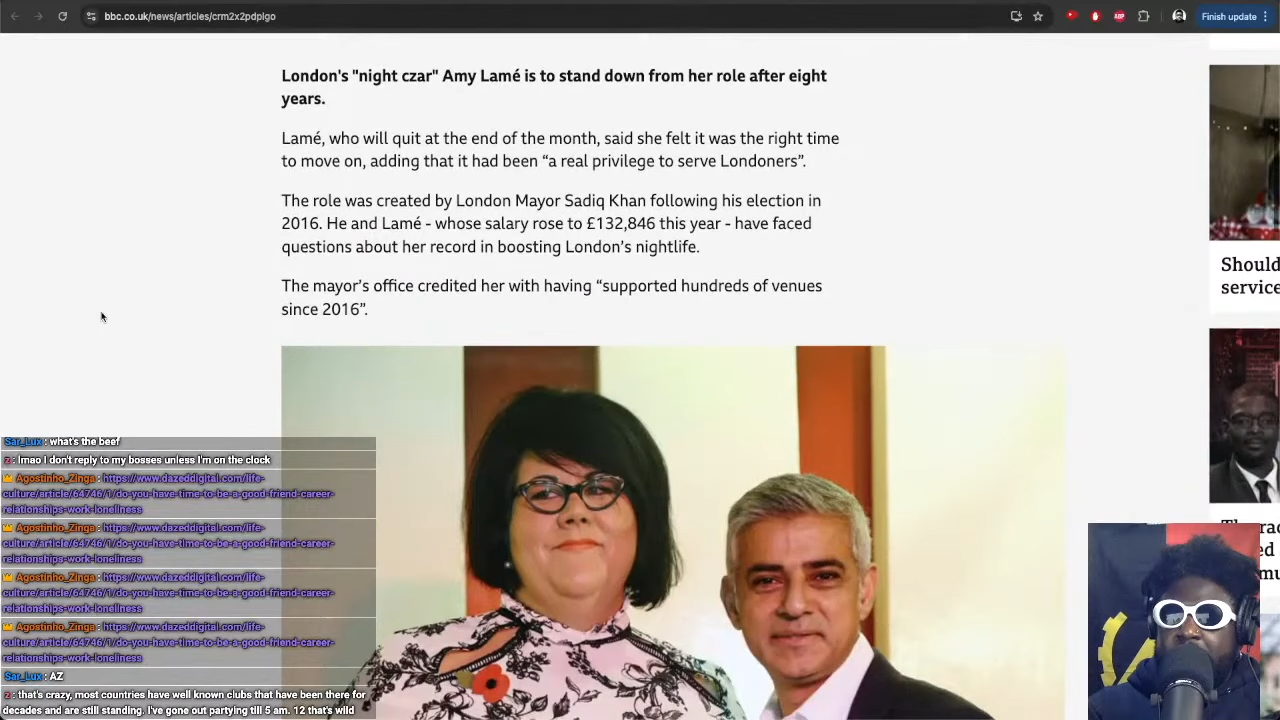 bbc.co.uk/news/articles/crm2x2pdplgo
Finish update
ABP
London's "night czar" Amy Lamé is to stand down from her role after eight
years.
Lamé, who will quit at the end of the month, said she felt it was the right time
to move on, adding that it had been “a real privilege to serve Londoners”.
The role was created by London Mayor Sadiq Khan following his election in
2016. He and Lamé - whose salary rose to £132,846 this year - have faced
questions about her record in boosting London’s nightlife.
The mayor’s office credited her with having “supported hundreds of venues
since 2016”.
Should
service
Sar_Lux : what's the beef
z : lmao I don't reply to my bosses unless I'm on the clock
Agostinho_Zinga : https://www.dazeddigital.com/life-
culture/article/64746/1/do-you-have-time-to-be-a-good-friend-career-
relationships-work-loneliness
Agostinho_Zinga : https://www.dazeddigital.com/life-
culture/article/64746/1/do-you-have-time-to-be-a-good-friend-career-
relationships-work-loneliness
Agostinho_Zinga : https://www.dazeddigital.com/life-
culture/article/64746/1/do-you-have-time-to-be-a-good-friend-career-
relationships-work-loneliness
Agostinho_Zinga : https://www.dazeddigital.com/life-
culture/article/64746/1/do-you-have-time-to-be-a-good-friend-career-
relationships-work-loneliness
Sar_Lux : AZ
z : that's crazy, most countries have well known clubs that have been there for
decades and are still standing. I've gone out partying till 5 am. 12 that's wild